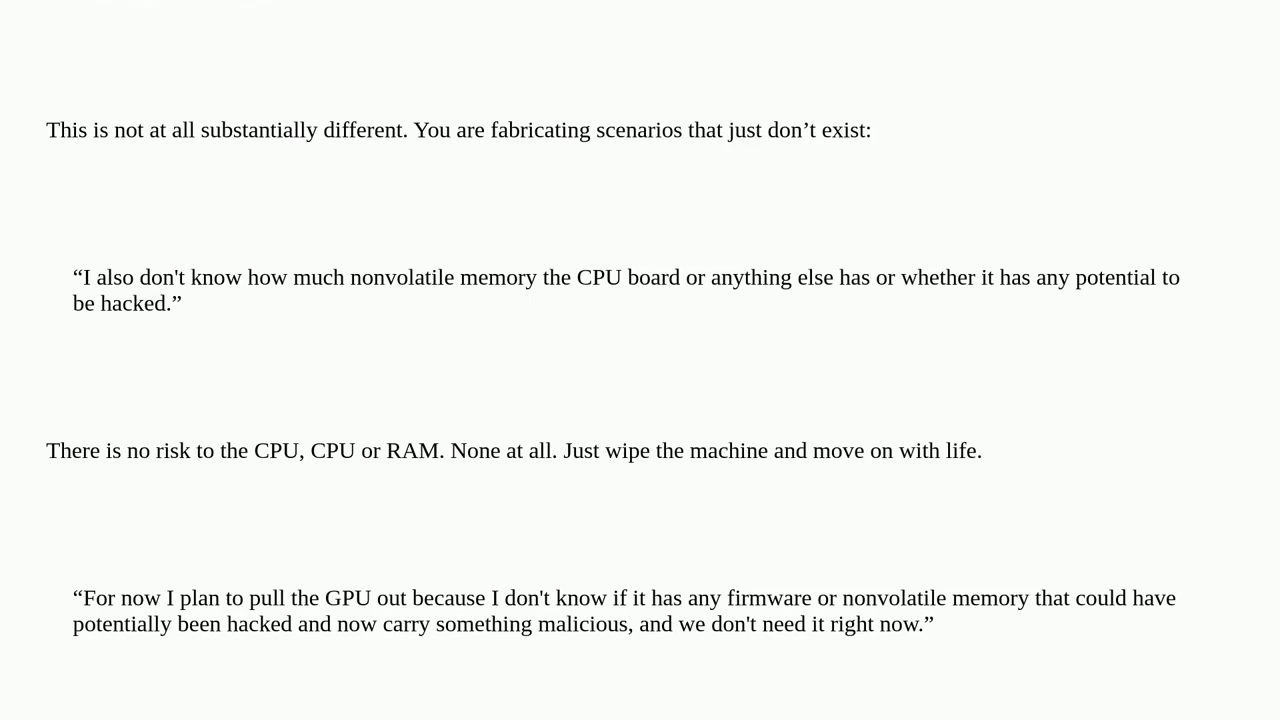 This is not at all substantially different. You are fabricating scenarios that just don’t exist:
“I also don't know how much nonvolatile memory the CPU board or anything else has or whether it has any potential to
be hacked.”
There is no risk to the CPU, CPU or RAM. None at all. Just wipe the machine and move on with life.
“For now I plan to pull the GPU out because I don't know if it has any firmware or nonvolatile memory that could have
potentially been hacked and now carry something malicious, and we don't need it right now.”